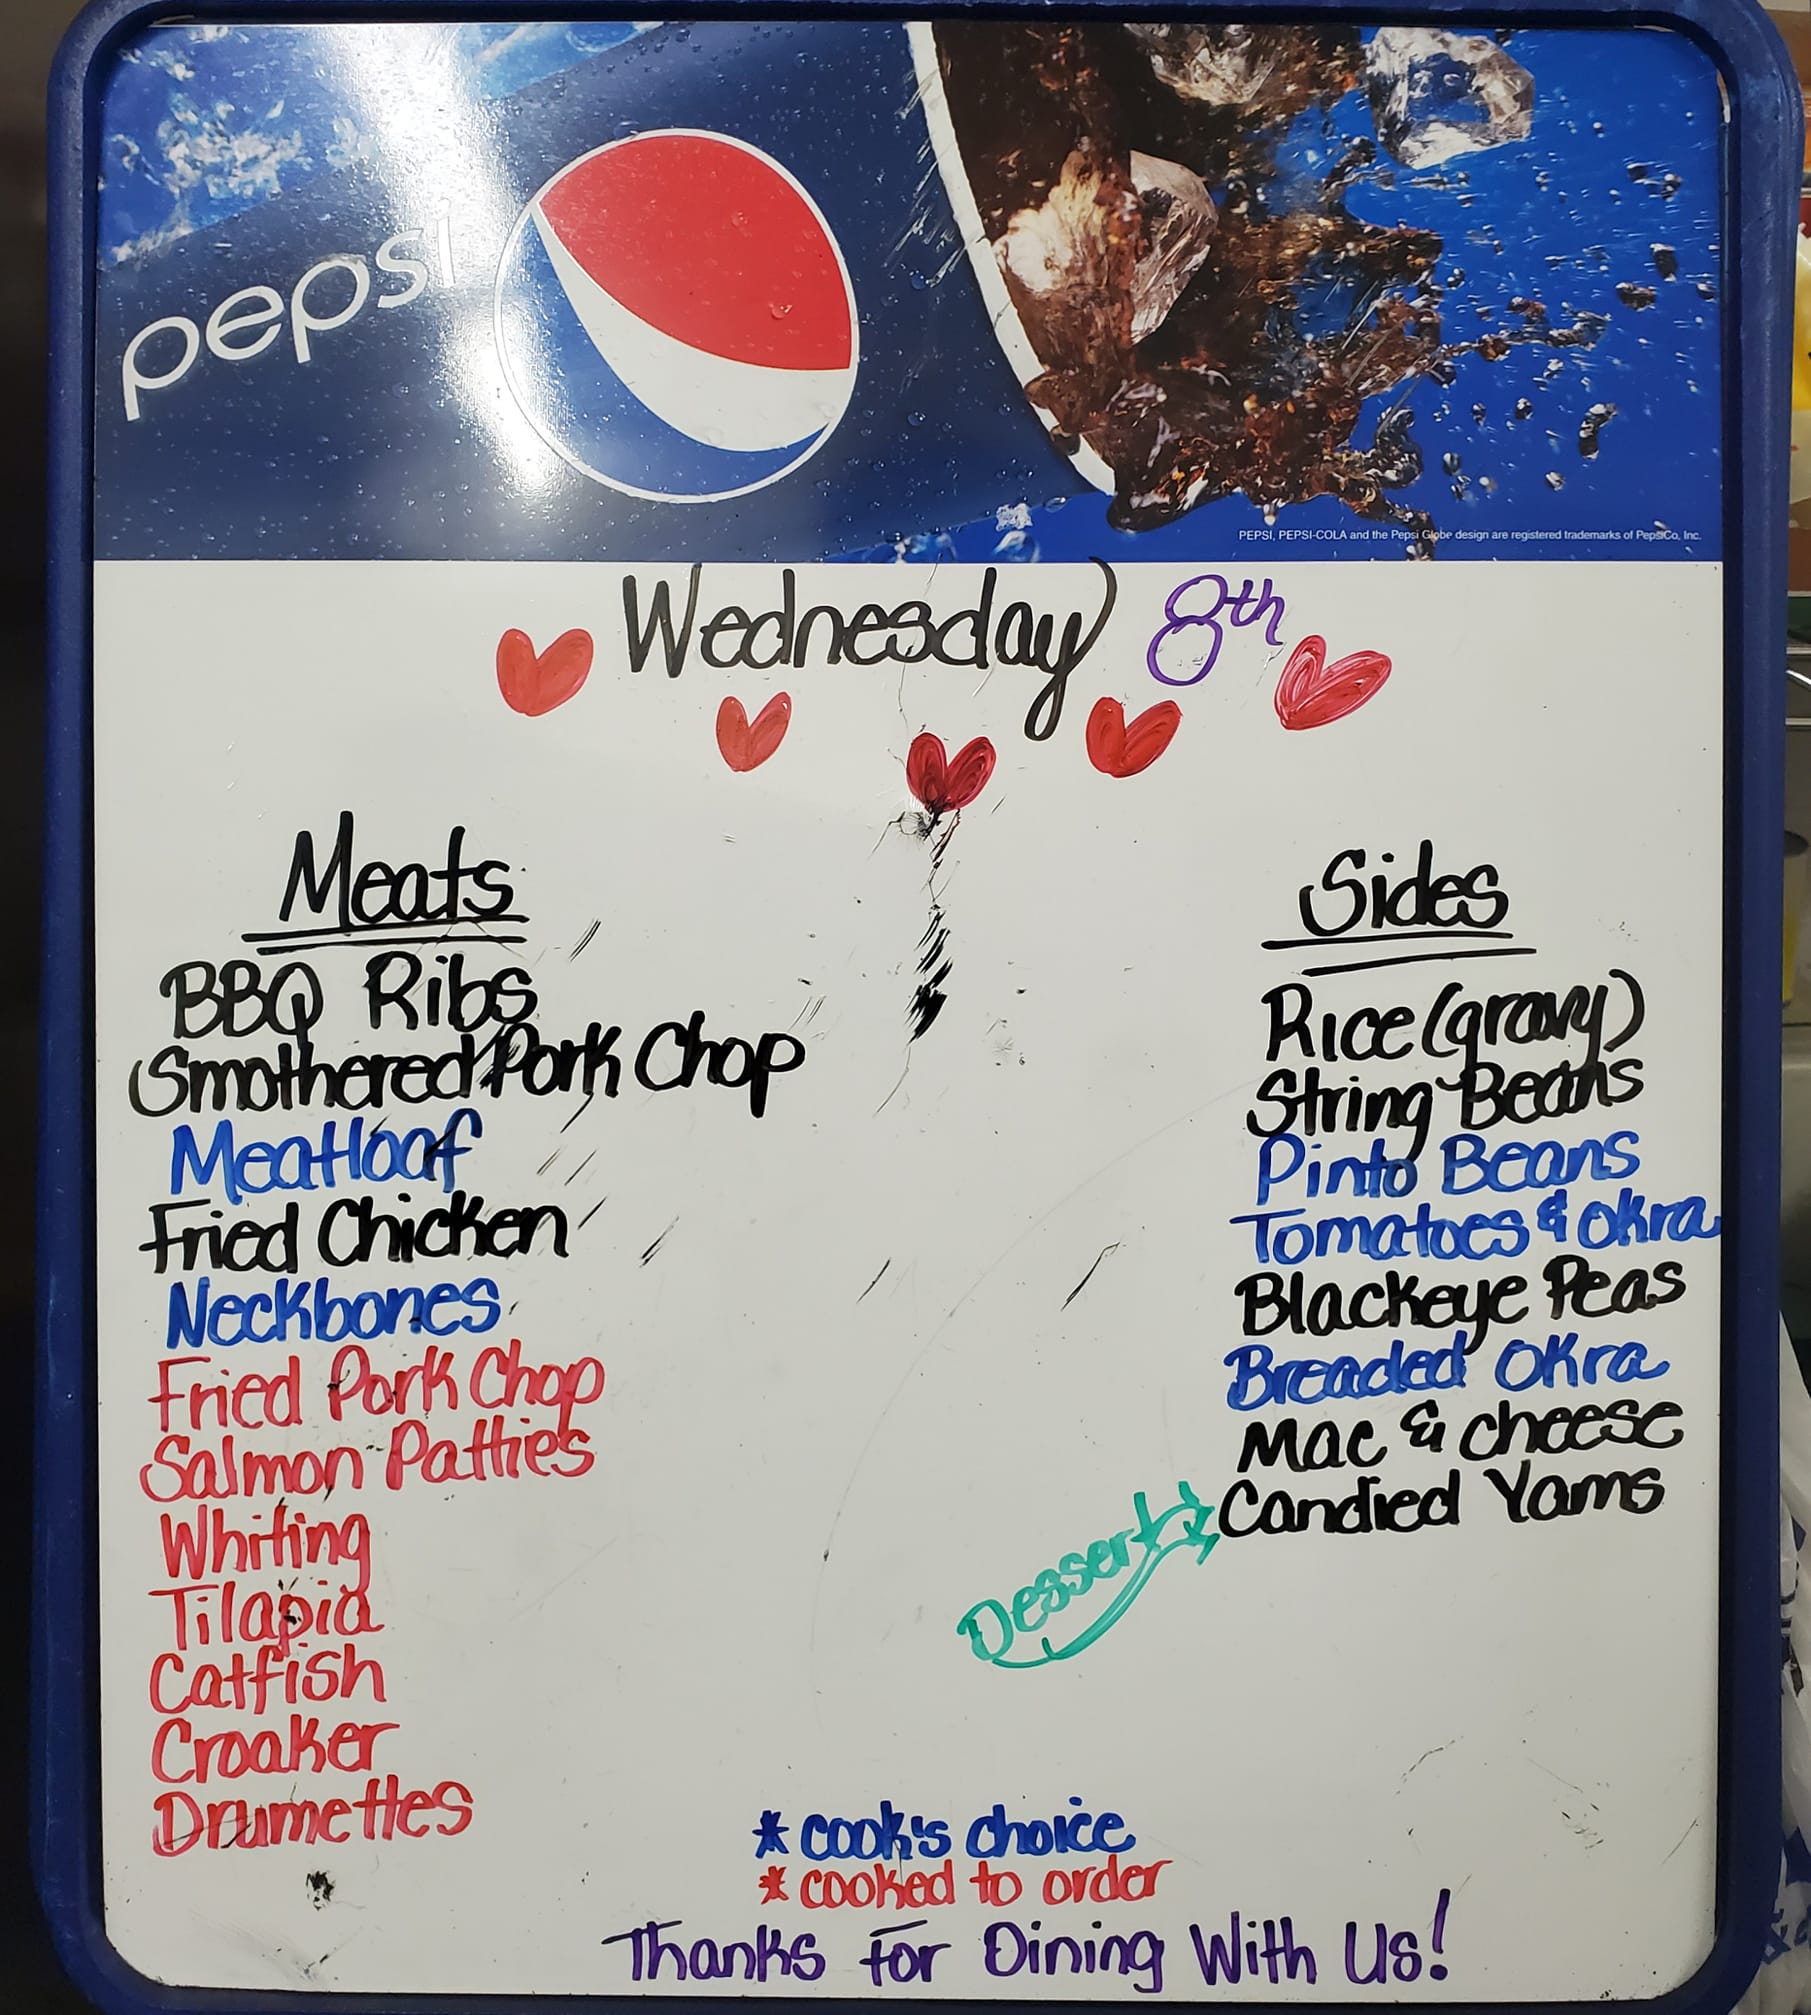 pepsi
PEPSI, PEPSI-COLA and the Pepsi Globe design are registered trademarks of PepsiCo, Inc.
Wednesday 8th
Meats
BBQ Ribs
Smothered Pork Chop
Meatloaf
Fried Chicken
Neckbones
Fried Pork Chop
Salmon Patties
Whiting
Tilapia
Catfish
Croaker
Drumettes
Sides
Rice (gravy)
String Beans
Pinto Beans
Tomatoes & Okra
Blackeye Peas
Breaded Okra
Mac & cheese
Candied Yams
Dessert
* cook's choice
* cooked to order
Thanks For Dining With Us!